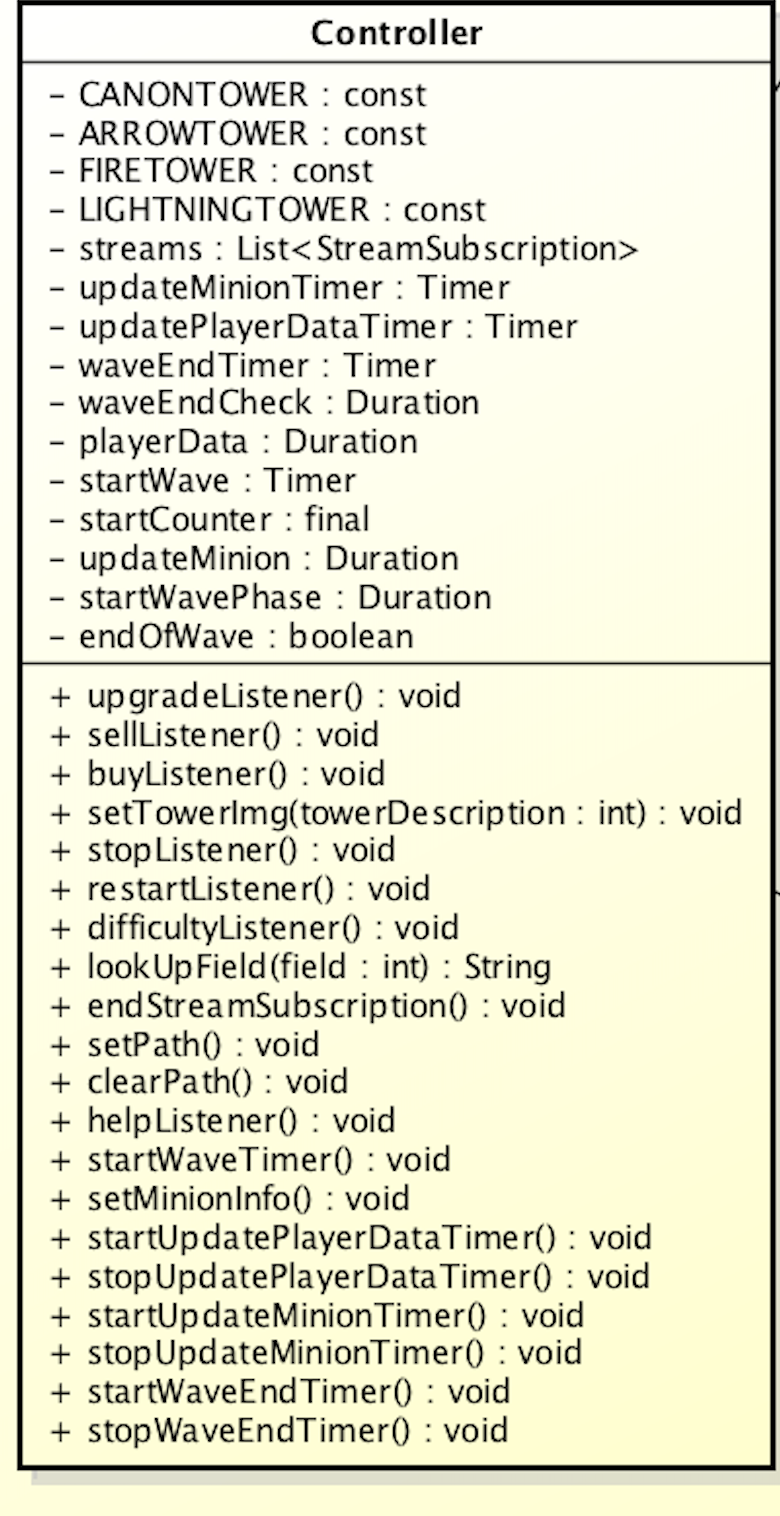 Controller
- CANONTOWER : const
- ARROWTOWER : const
- FIRETOWER : const
- LIGHTNINGTOWER : const
- streams : List<StreamSubscription>
- updateMinionTimer : Timer
- updatePlayerDataTimer : Timer
- waveEndTimer : Timer
- waveEndCheck : Duration
- playerData : Duration
- startWave : Timer
- startCounter : final
- updateMinion : Duration
- startWavePhase : Duration
- endOfWave : boolean
+ upgradeListener() : void
+ sellListener() : void
+ buyListener() : void
+ setTowerImg(towerDescription : int) : void
+ stopListener() : void
+ restartListener() : void
+ difficultyListener() : void
+ lookUpField(field : int) : String
+ endStreamSubscription() : void
+ setPath() : void
+ clearPath() : void
+ helpListener() : void
+ startWaveTimer() : void
+ setMinionInfo() : void
+ startUpdatePlayerDataTimer() : void
+ stopUpdatePlayerDataTimer() : void
+ startUpdateMinionTimer() : void
+ stopUpdateMinionTimer() : void
+ startWaveEndTimer() : void
+ stopWaveEndTimer() : void